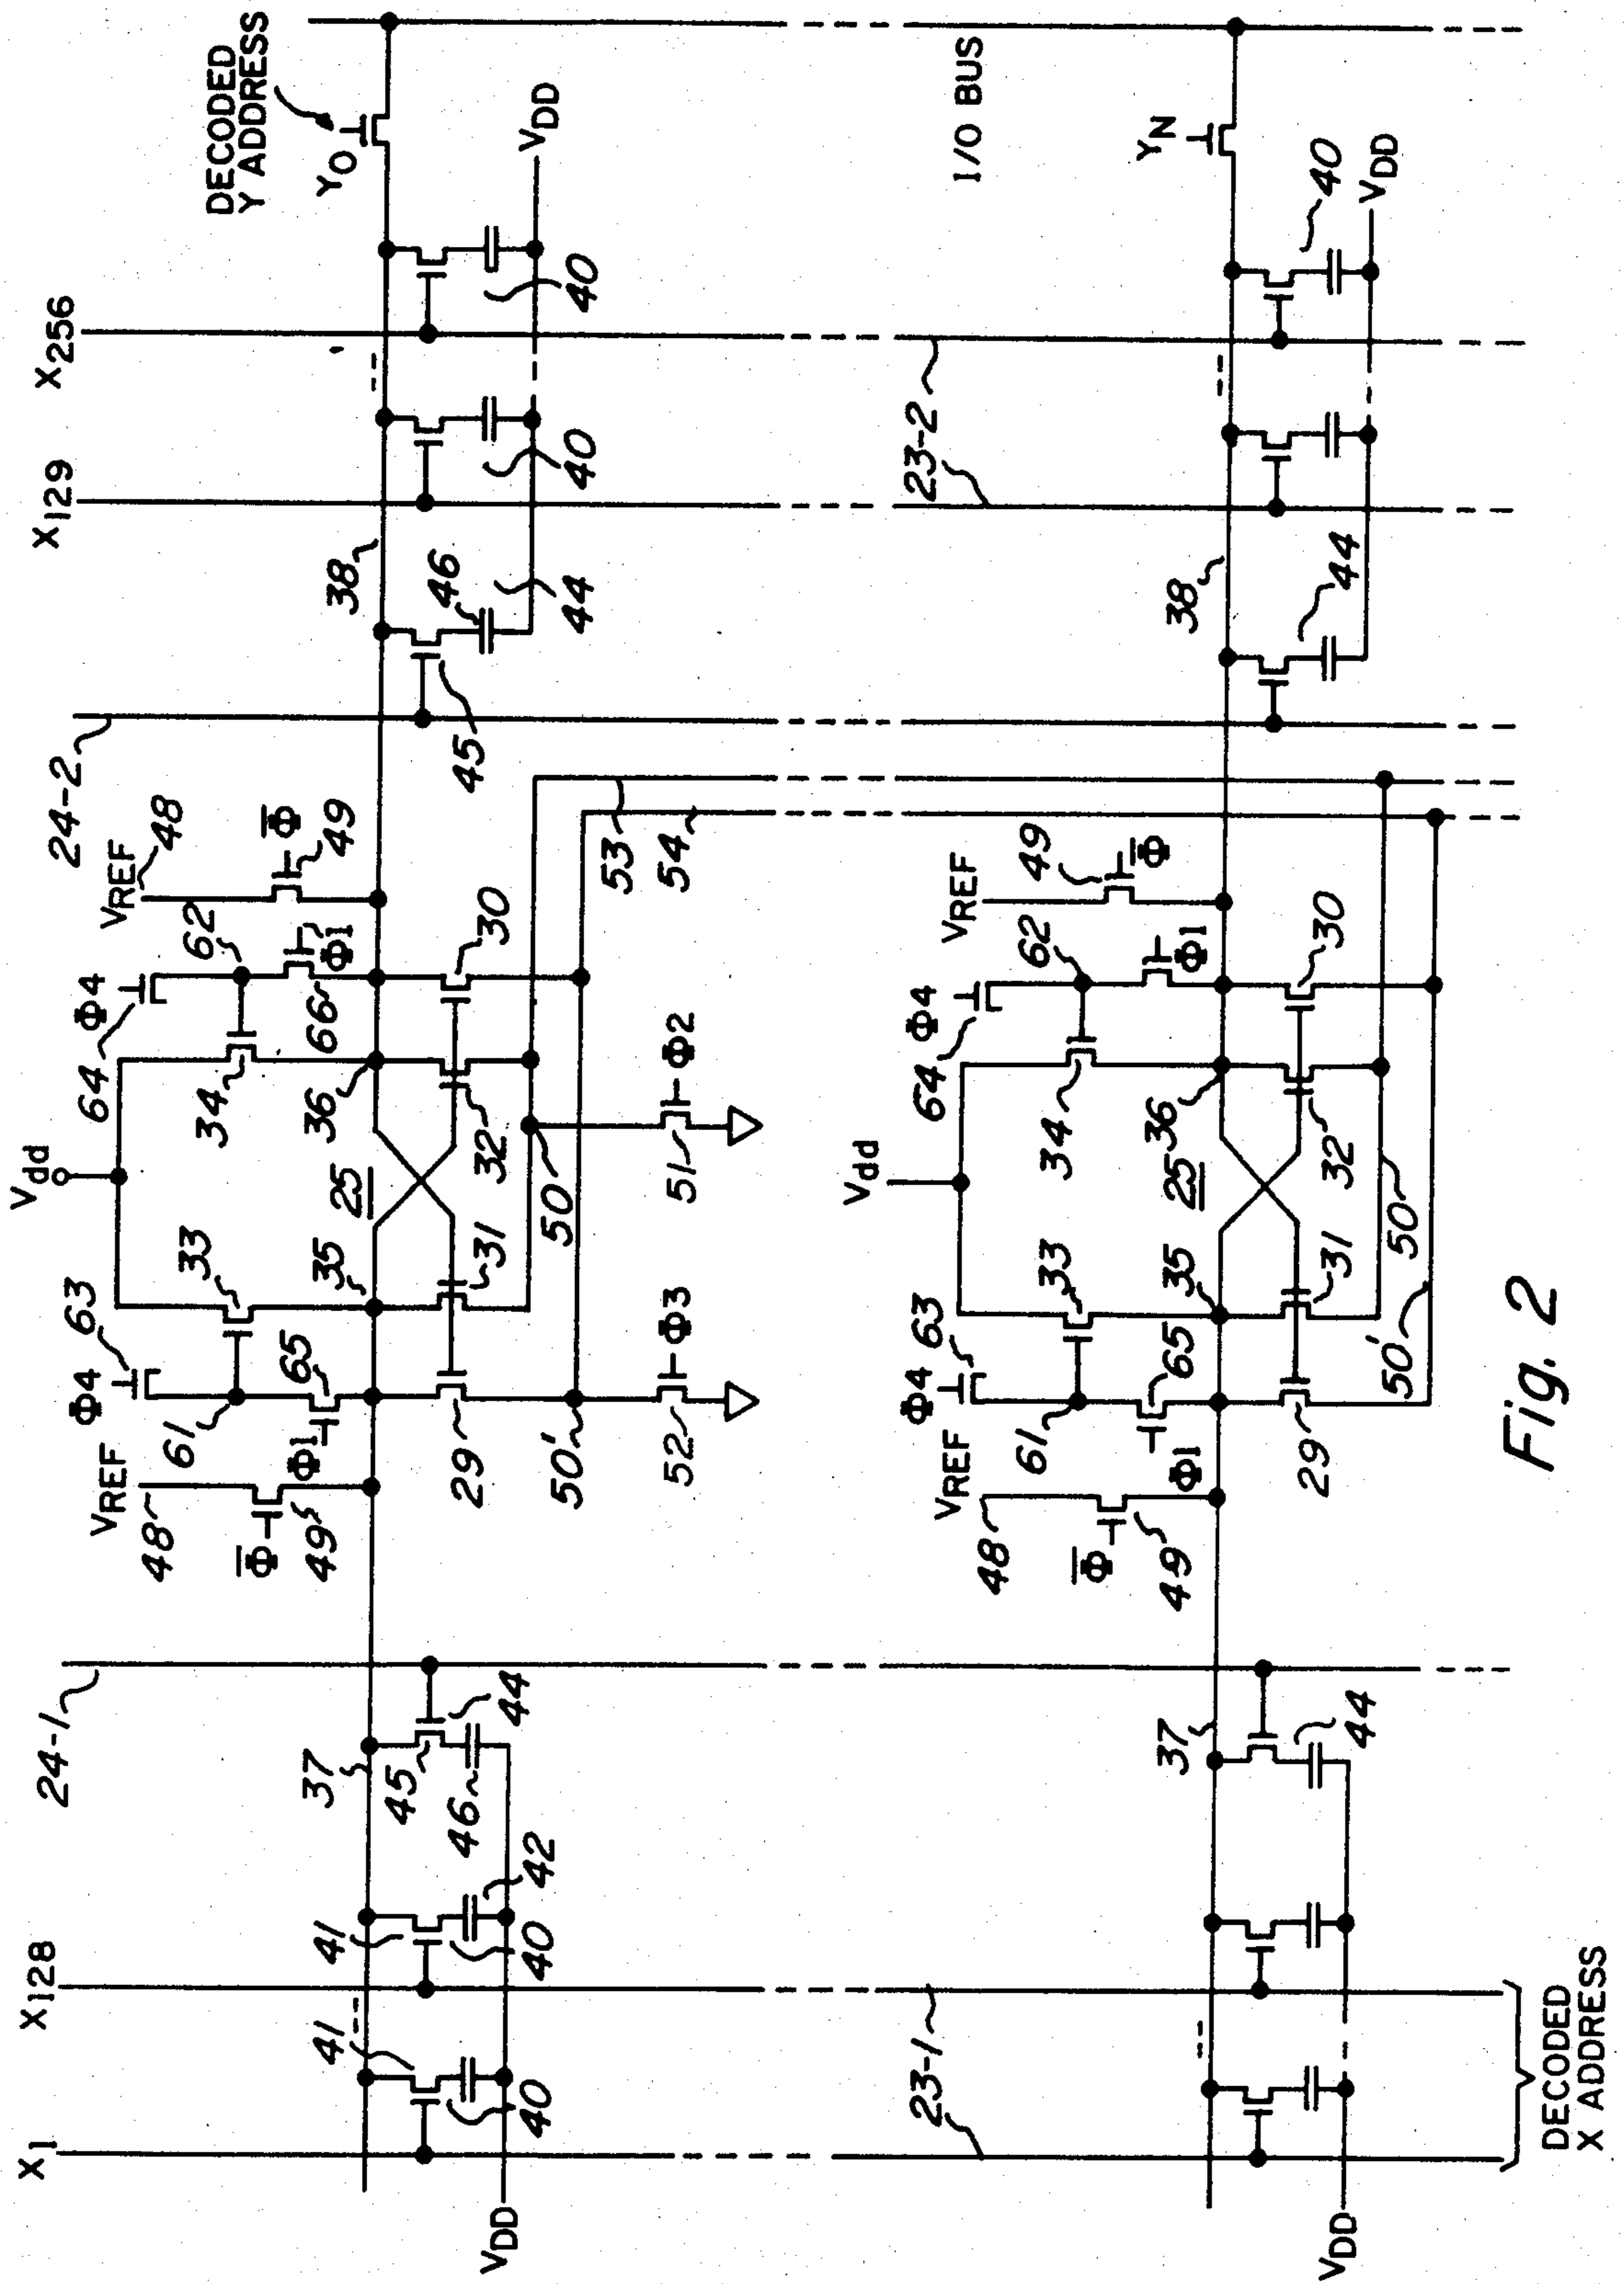 X1
X128
24-1
Vdd
24-2
X129
X256
VREF
Φ4
63
64
Φ4
VREF
48
48
61
33
34
62
DECODED
Y ADDRESS
Φ̅
Φ1
65
Φ̅
41
41
37
49
35
25
36
66
Φ1
49
38
Y0
45
46
29
31
32
30
45
46
VDD
40
40
42
44
50'
50
44
40
40
VDD
52
Φ3
51
Φ2
53
54
23-1
VREF
Φ4
63
Vdd
64
Φ4
VREF
23-2
I/O BUS
48
61
33
34
62
49
Φ̅
Φ1
65
Φ1
Φ̅
37
49
35
25
36
38
YN
29
31
32
30
44
44
40
VDD
50'
50
VDD
DECODED
X ADDRESS
Fig. 2